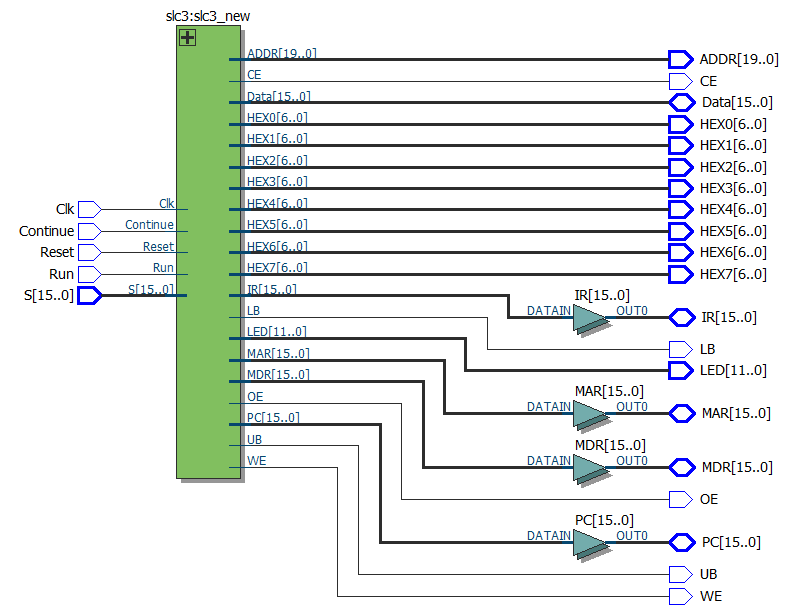 slc3:slc3_new
ADDR[19..0] ADDR[19..0]
CE CE
Data[15..0] Data[15..0]
HEX0[6..0] HEX0[6..0]
HEX1[6..0] HEX1[6..0]
HEX2[6..0] HEX2[6..0]
HEX3[6..0] HEX3[6..0]
Clk Clk HEX4[6..0] HEX4[6..0]
Continue Continue HEX5[6..0] HEX5[6..0]
Reset Reset HEX6[6..0] HEX6[6..0]
Run Run HEX7[6..0] HEX7[6..0]
S[15..0] S[15..0] IR[15..0] IR[15..0]
LB DATAIN OUT0 IR[15..0]
LED[11..0] LB
MAR[15..0] LED[11..0]
MDR[15..0] MAR[15..0]
OE DATAIN OUT0 MAR[15..0]
PC[15..0]
UB MDR[15..0]
WE DATAIN OUT0 MDR[15..0]
OE
PC[15..0]
DATAIN OUT0 PC[15..0]
UB
WE